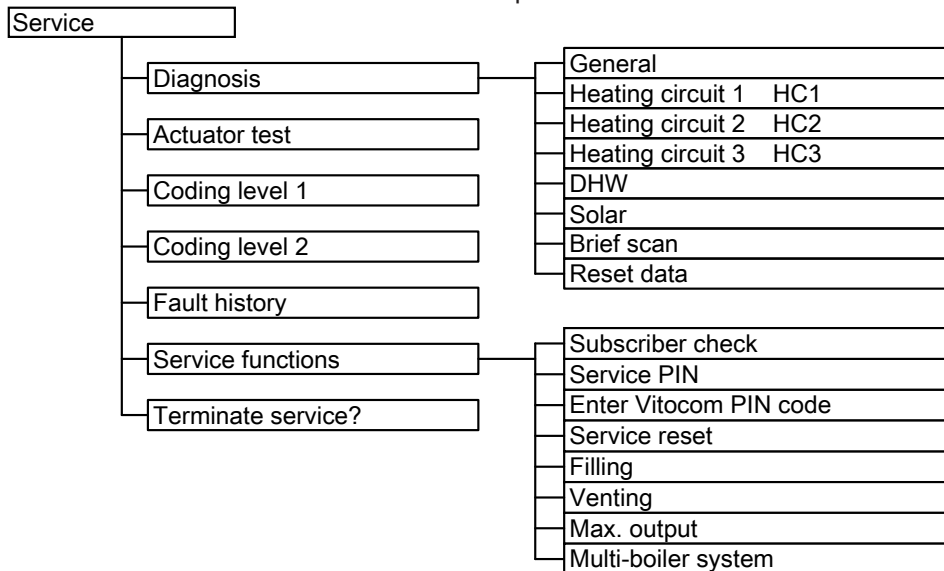 Service
Diagnosis
General
Heating circuit 1 HC1
Heating circuit 2 HC2
Heating circuit 3 HC3
DHW
Solar
Brief scan
Reset data
Actuator test
Coding level 1
Coding level 2
Fault history
Service functions
Subscriber check
Service PIN
Enter Vitocom PIN code
Service reset
Filling
Venting
Max. output
Multi-boiler system
Terminate service?